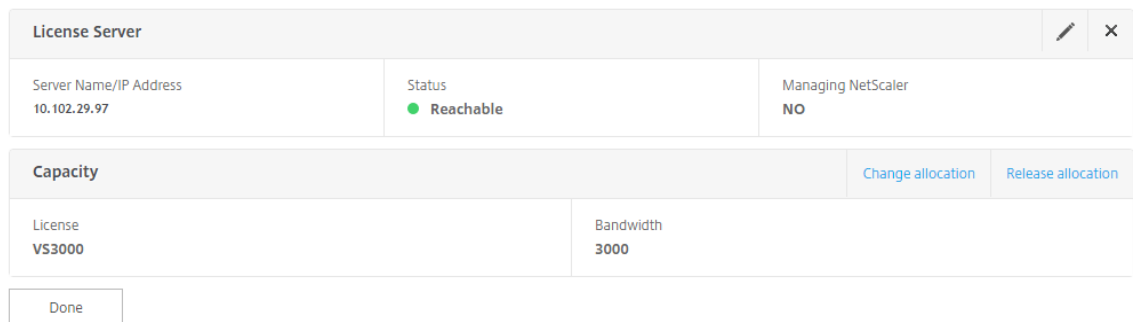 License Server
Server Name/IP Address Status Managing NetScaler
10.102.29.97 Reachable NO
Capacity Change allocation Release allocation
License Bandwidth
VS3000 3000
Done